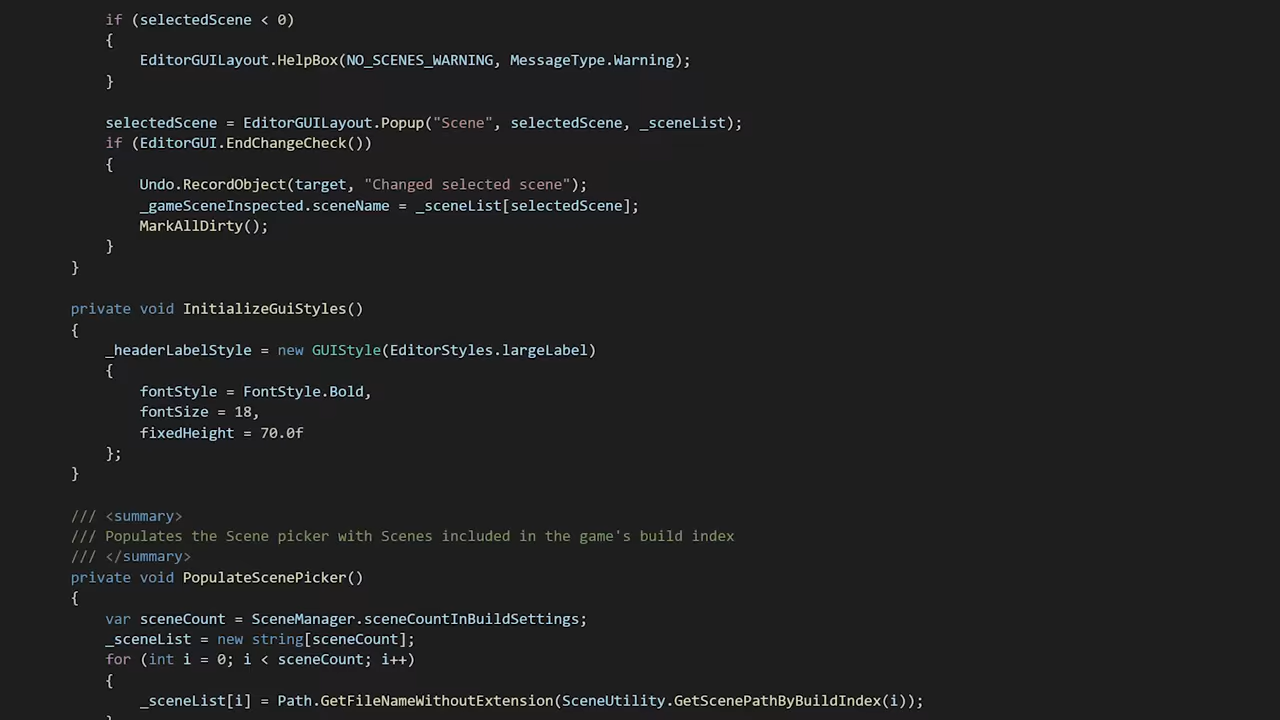 if (selectedScene < 0)
{
EditorGUILayout.HelpBox(NO_SCENES_WARNING, MessageType.Warning);
}
selectedScene = EditorGUILayout.Popup("Scene", selectedScene, _sceneList);
if (EditorGUI.EndChangeCheck())
{
Undo.RecordObject(target, "Changed selected scene");
_gameSceneInspected.sceneName = _sceneList[selectedScene];
MarkAllDirty();
}
}
private void InitializeGuiStyles()
{
_headerLabelStyle = new GUIStyle(EditorStyles.largeLabel)
{
fontStyle = FontStyle.Bold,
fontSize = 18,
fixedHeight = 70.0f
};
}
/// <summary>
/// Populates the Scene picker with Scenes included in the game's build index
/// </summary>
private void PopulateScenePicker()
{
var sceneCount = SceneManager.sceneCountInBuildSettings;
_sceneList = new string[sceneCount];
for (int i = 0; i < sceneCount; i++)
{
_sceneList[i] = Path.GetFileNameWithoutExtension(SceneUtility.GetScenePathByBuildIndex(i));
}